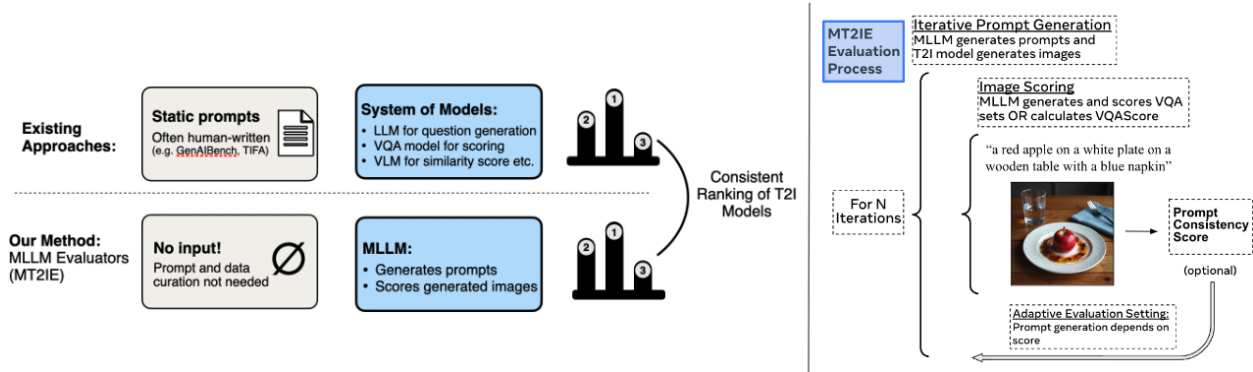 Existing
Approaches:
Static prompts
Often human-written
(e.g. GenAIBench, TIFA)
System of Models:
• LLM for question generation
• VQA model for scoring
• VLM for similarity score etc.
1
2
3
Consistent
Ranking of T2I
Models
Our Method:
MLLM Evaluators
(MT2IE)
No input!
Prompt and data
curation not needed
MLLM:
• Generates prompts
• Scores generated images
1
2
3
MT2IE
Evaluation
Process
Iterative Prompt Generation
MLLM generates prompts and
T2I model generates images
Image Scoring
MLLM generates and scores VQA
sets OR calculates VQAScore
“a red apple on a white plate on a
wooden table with a blue napkin”
For N
Iterations
Prompt
Consistency
Score
(optional)
Adaptive Evaluation Setting:
Prompt generation depends on
score